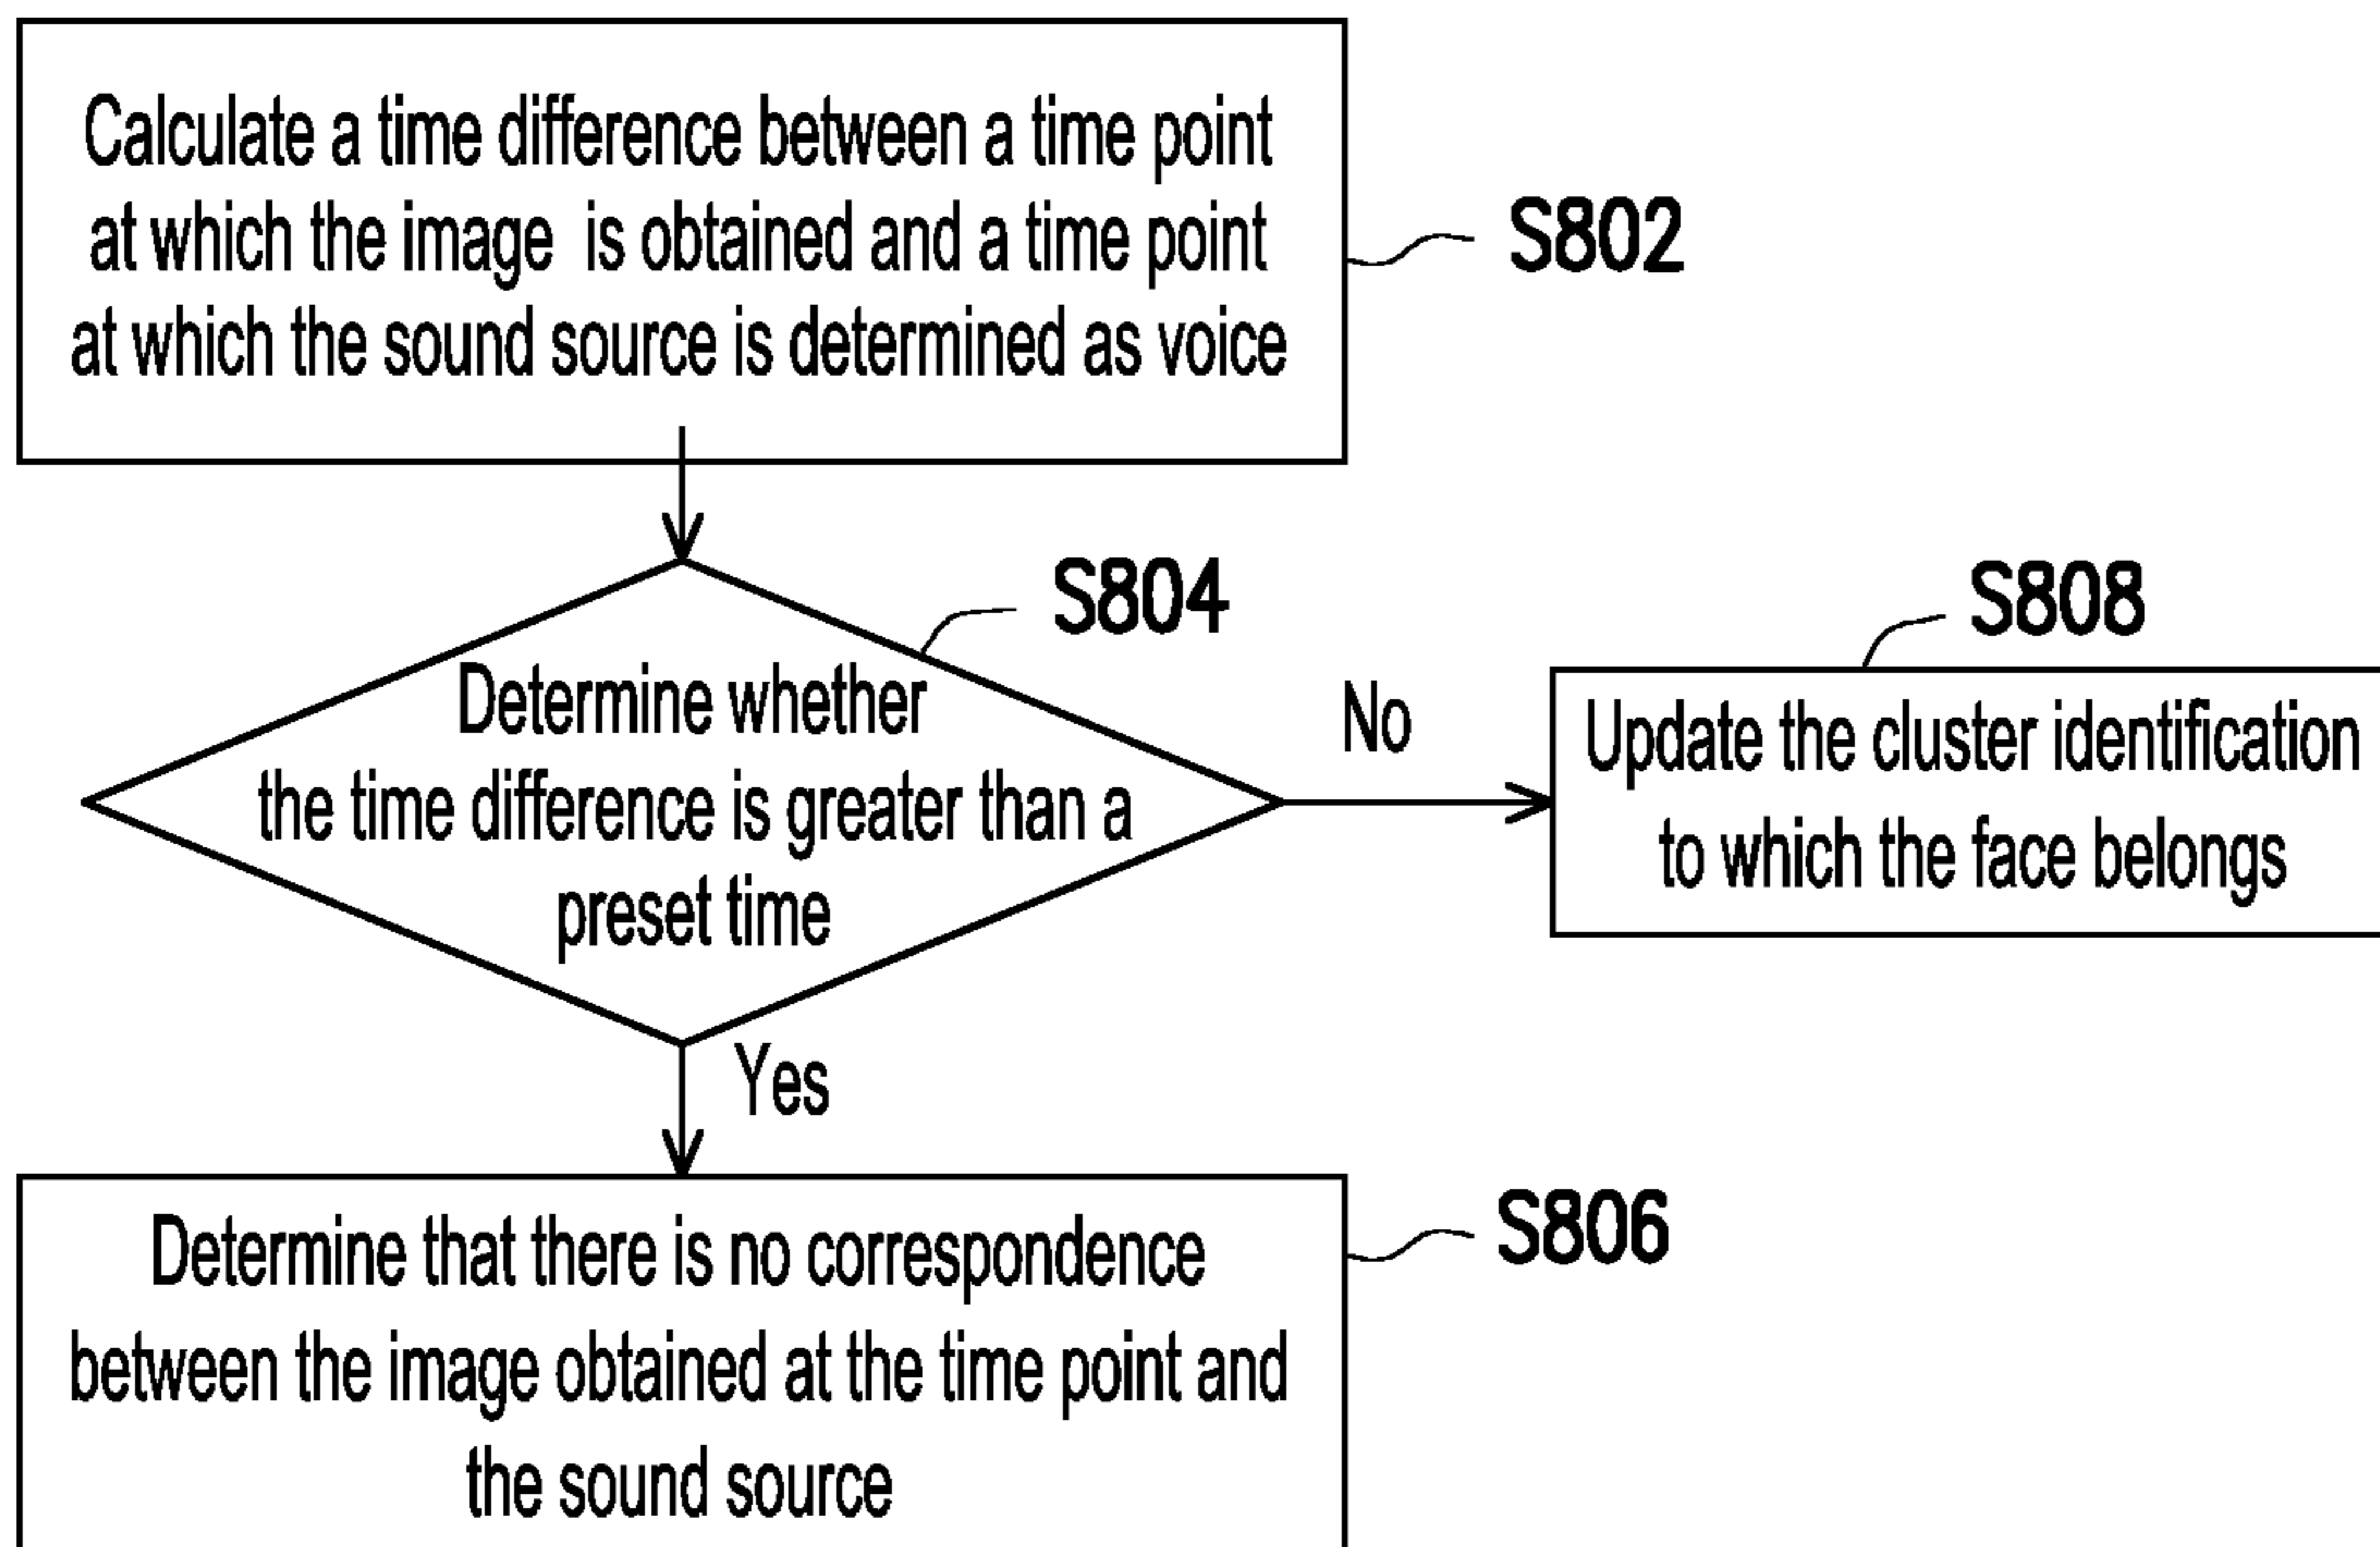 Calculate a time difference between a time point
at which the image is obtained and a time point
at which the sound source is determined as voice
S802
S804
Determine whether
the time difference is greater than a
preset time
No
S808
Update the cluster identification
to which the face belongs
Yes
Determine that there is no correspondence
between the image obtained at the time point and
the sound source
S806